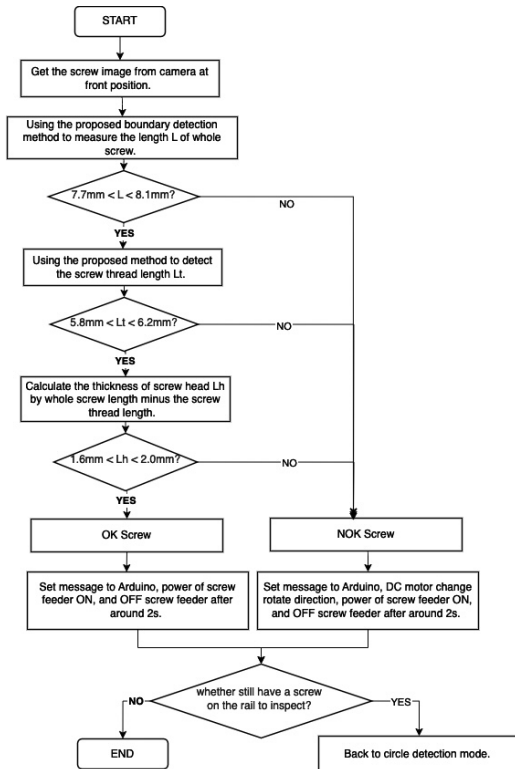 START
Get the screw image from camera at
front position.
Using the proposed boundary detection
method to measure the length L of whole
screw.
7.7mm < L < 8.1mm?
NO
YES
Using the proposed method to detect
the screw thread length Lt.
5.8mm < Lt < 6.2mm?
NO
YES
Calculate the thickness of screw head Lh
by whole screw length minus the screw
thread length.
1.6mm < Lh < 2.0mm?
NO
YES
OK Screw
NOK Screw
Set message to Arduino, power of screw
feeder ON, and OFF screw feeder after
around 2s.
Set message to Arduino, DC motor change
rotate direction, power of screw feeder ON,
and OFF screw feeder after around 2s.
whether still have a screw
on the rail to inspect?
NO
YES
END
Back to circle detection mode.